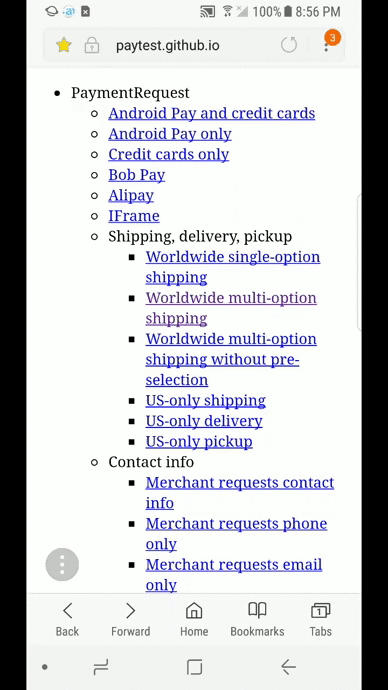 100% 8:56 PM
paytest.github.io
3
PaymentRequest
Android Pay and credit cards
Android Pay only
Credit cards only
Bob Pay
Alipay
IFrame
Shipping, delivery, pickup
Worldwide single-option
shipping
Worldwide multi-option
shipping
Worldwide multi-option
shipping without pre-
selection
US-only shipping
US-only delivery
US-only pickup
Contact info
Merchant requests contact
info
Merchant requests phone
only
Merchant requests email
only
1
Back Forward Home Bookmarks Tabs